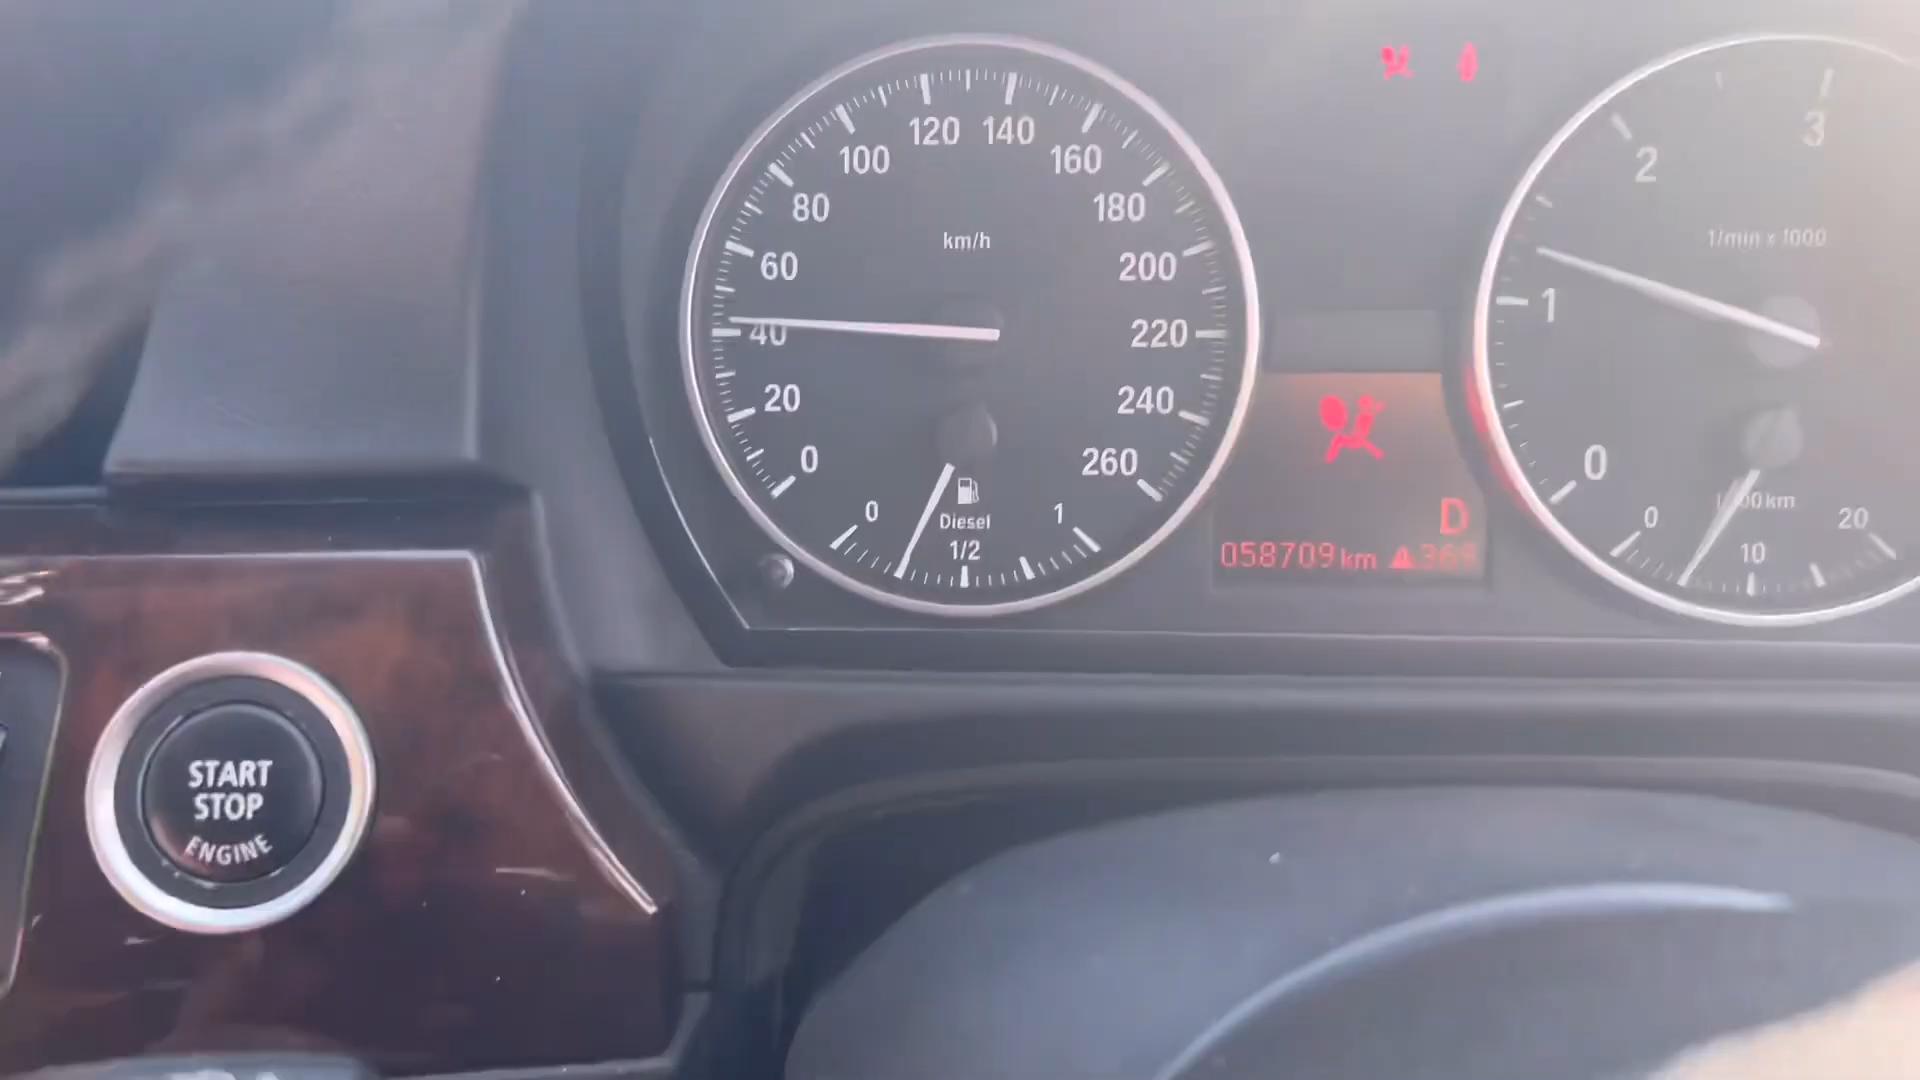 120 140
100 160
80 180
km/h
60 200
40 220
20 240
0 260
0 1
Diesel
1/2
D
058709 km
3
2
1/min x 1000
1
0
0 20
10
START
STOP
ENGINE